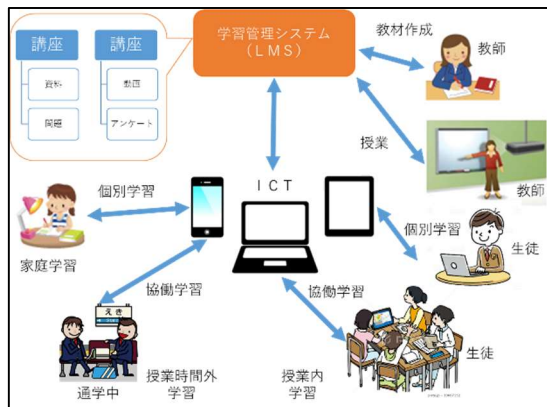 講座
講座
資料
動画
問題
アンケート
学習管理システム
（ＬＭＳ）
教材作成
教師
授業
教師
ＩＣＴ
個別学習
家庭学習
個別学習
生徒
協働学習
えき
通学中
授業時間外
学習
協働学習
授業内
学習
生徒